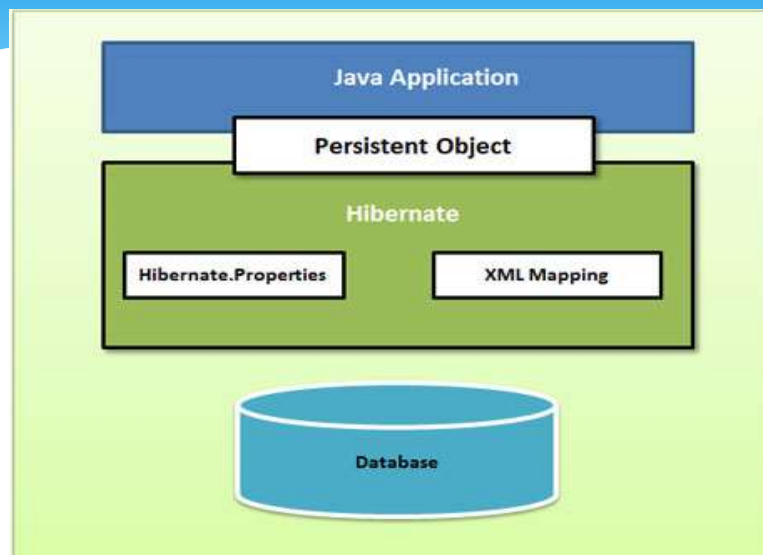 Java Application
Persistent Object
Hibernate
Hibernate.Properties
XML Mapping
Database